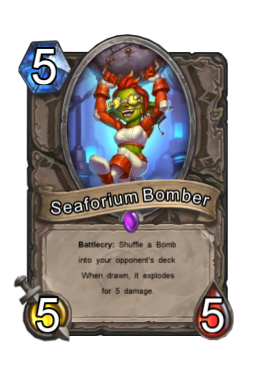 5
Seaforium Bomber
Battlecry: Shuffle a Bomb
into your opponent's deck
When drawn, it explodes
for 5 damage.
5 5